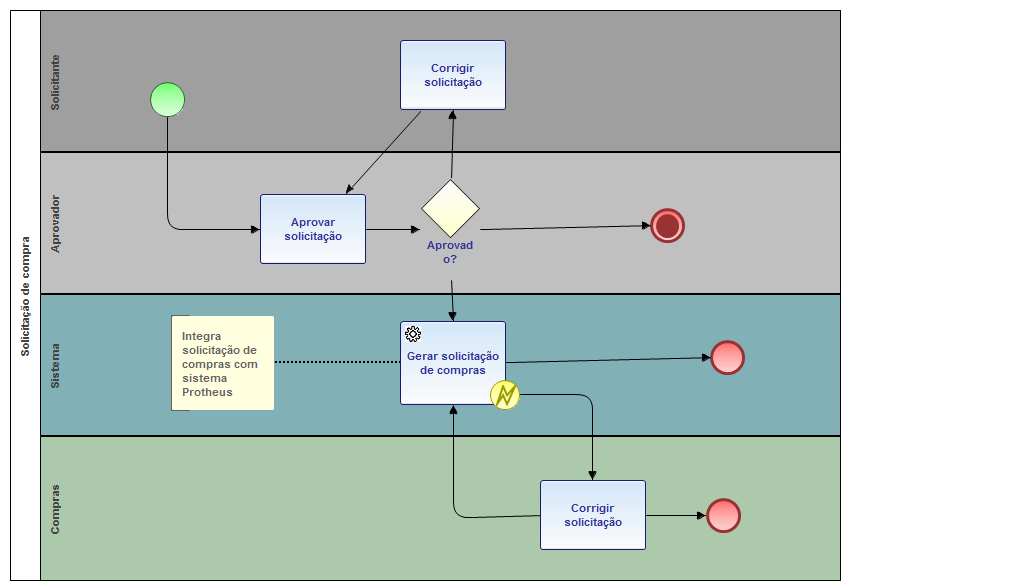 Solicitação de compra
Solicitante
Corrigir
solicitação
Aprovador
Aprovar
solicitação
Aprovad
o?
Sistema
Integra
solicitação de
compras com
sistema
Protheus
Gerar solicitação
de compras
Compras
Corrigir
solicitação